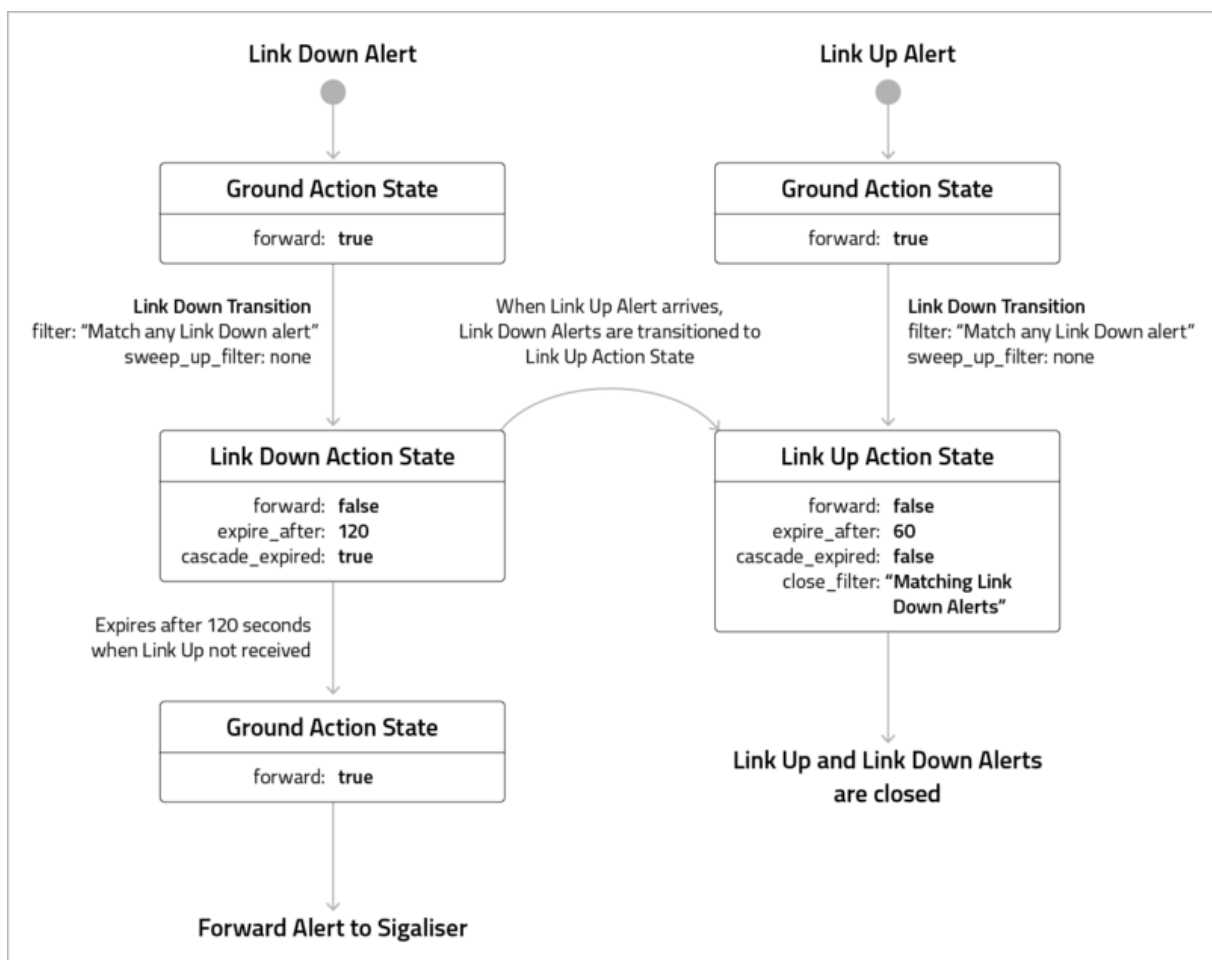 Link Down Alert
Link Up Alert
Ground Action State
forward: true
Ground Action State
forward: true
Link Down Transition
filter: “Match any Link Down alert”
sweep_up_filter: none
When Link Up Alert arrives,
Link Down Alerts are transitioned to
Link Up Action State
Link Down Transition
filter: “Match any Link Down alert”
sweep_up_filter: none
Link Down Action State
forward: false
expire_after: 120
cascade_expired: true
Link Up Action State
forward: false
expire_after: 60
cascade_expired: false
close_filter: “Matching Link
Down Alerts”
Expires after 120 seconds
when Link Up not received
Ground Action State
forward: true
Link Up and Link Down Alerts
are closed
Forward Alert to Sigaliser